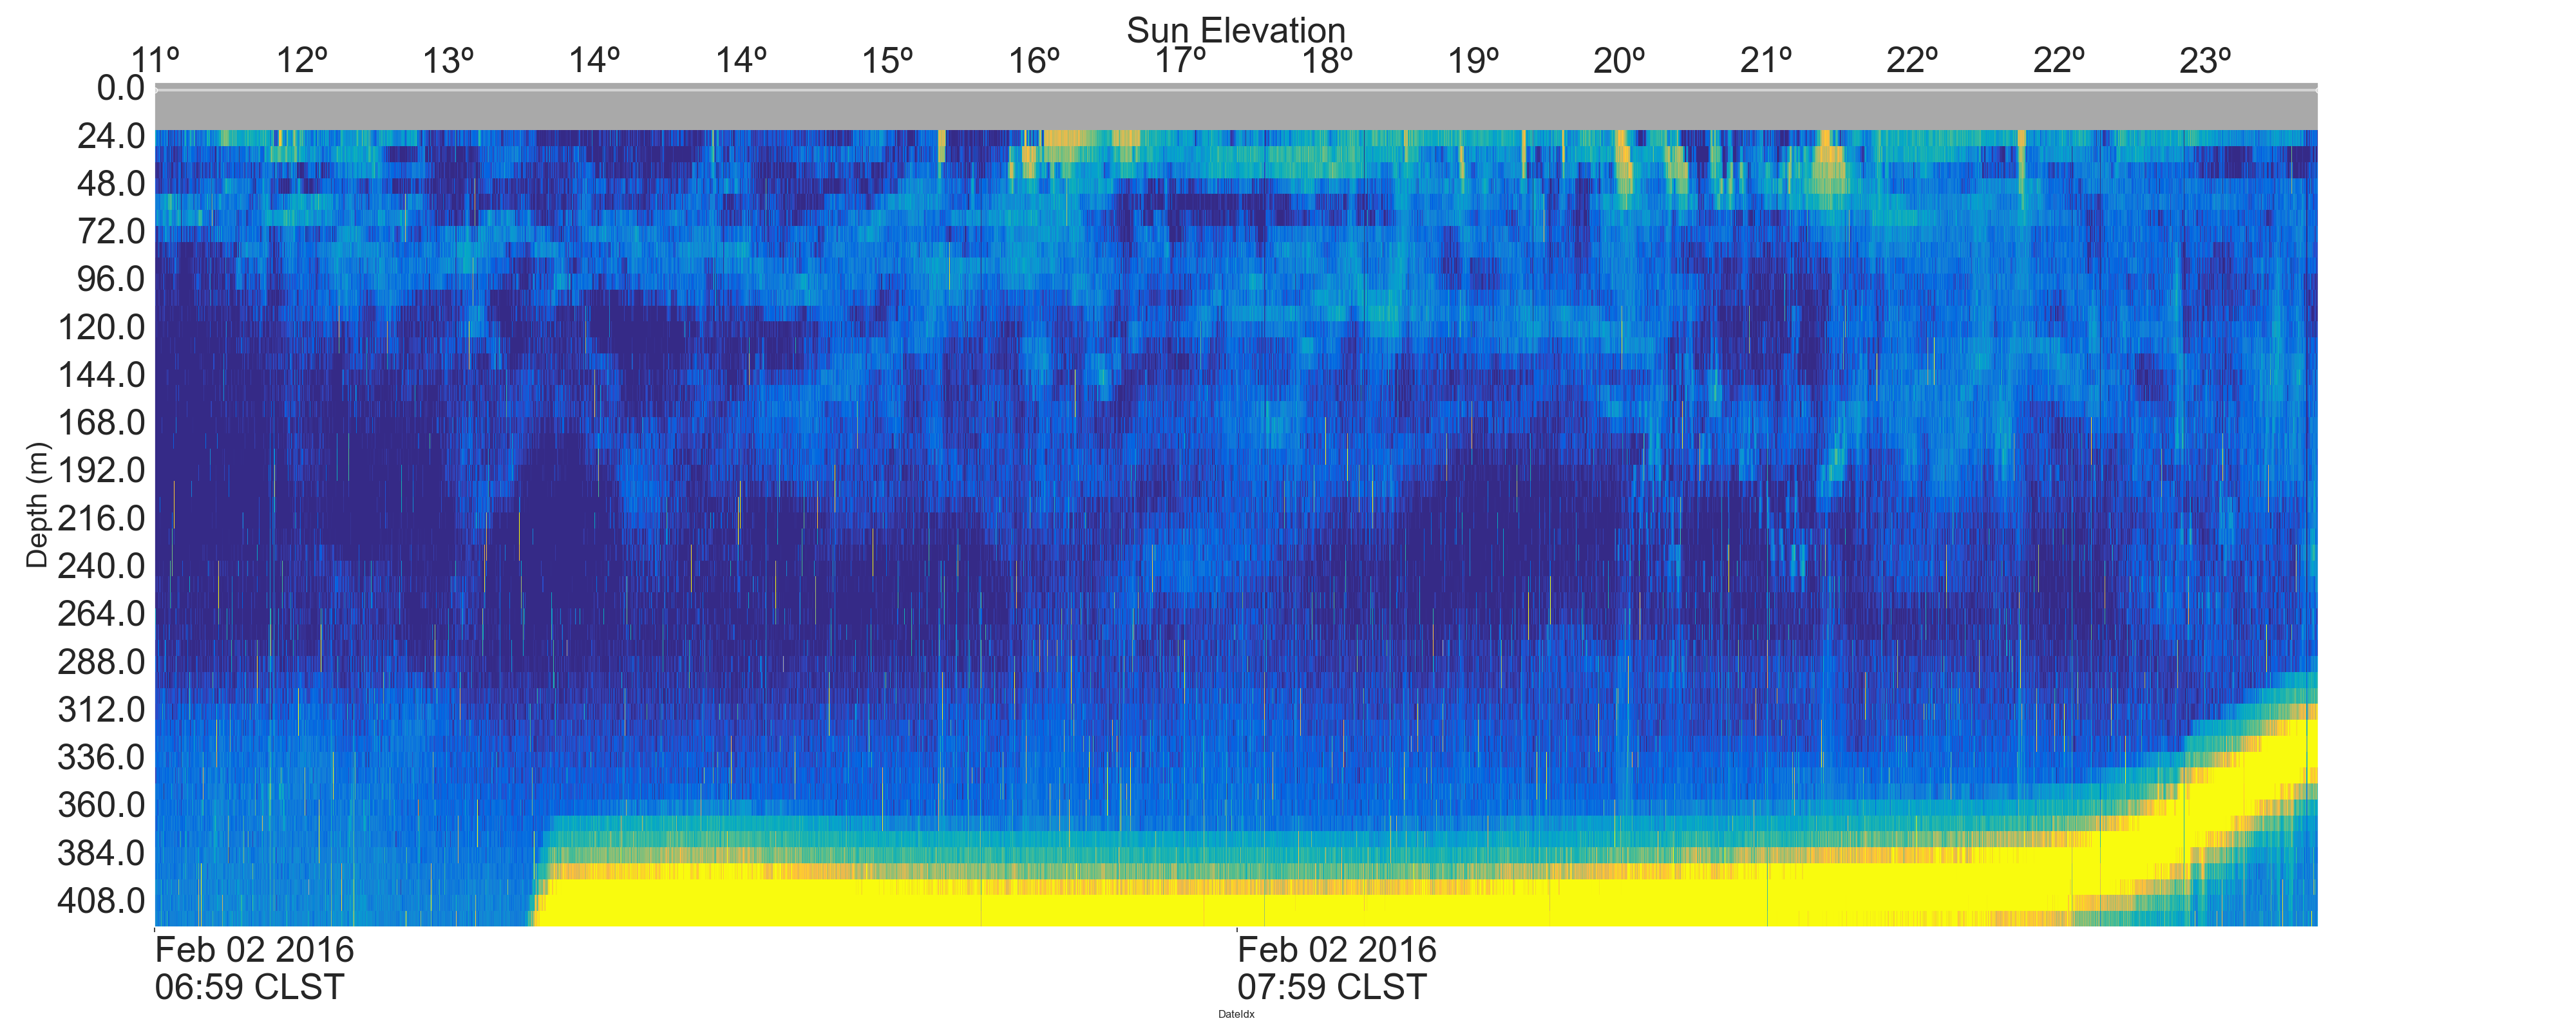 Sun Elevation
11º 12º 13º 14º 14º 15º 16º 17º 18º 19º 20º 21º 22º 22º 23º
0.0
24.0
48.0
72.0
96.0
120.0
144.0
168.0
192.0
216.0
240.0
264.0
288.0
312.0
336.0
360.0
384.0
408.0
Depth (m)
Feb 02 2016
06:59 CLST
Feb 02 2016
07:59 CLST
DateIdx